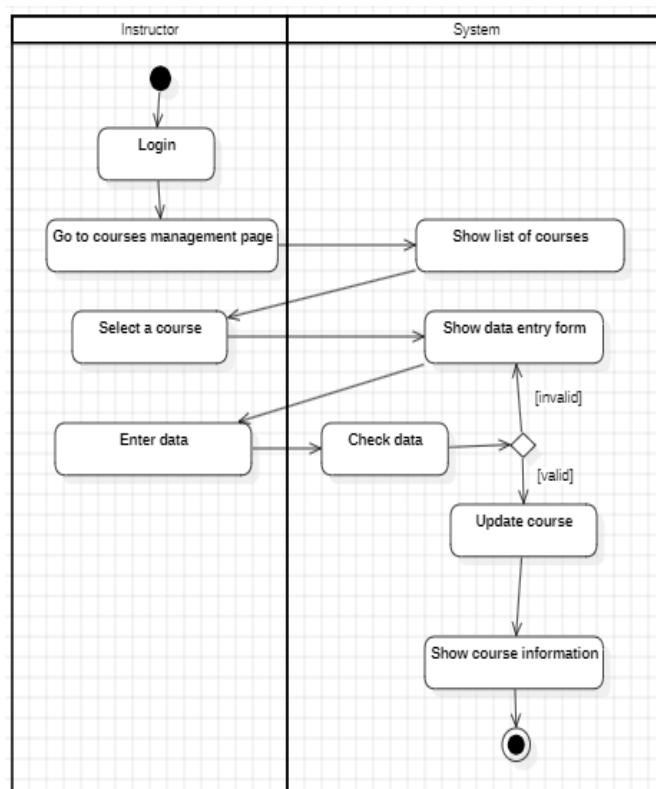 Instructor
System
Login
Go to courses management page
Show list of courses
Select a course
Show data entry form
[invalid]
Enter data
Check data
[valid]
Update course
Show course information